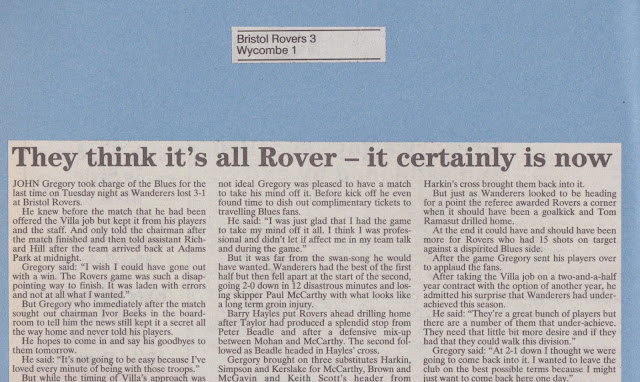 Bristol Rovers 3
Wycombe 1
They think it's all Rover – it certainly is now
JOHN Gregory took charge of the Blues for the
last time on Tuesday night as Wanderers lost 3-1
at Bristol Rovers.
He knew before the match that he had been
offered the Villa job but kept it from his players
and the staff. And only told the chairman after
the match finished and then told assistant Rich-
ard Hill after the team arrived back at Adams
Park at midnight.
Gregory said: “I wish I could have gone out
with a win. The Rovers game was such a disap-
pointing way to finish. It was laden with errors
and not at all what I wanted.”
But Gregory who immediately after the match
sought out chairman Ivor Beeks in the board-
room to tell him the news still kept it a secret all
the way home and never told his players.
He hopes to come in and say his goodbyes to
them tomorrow.
He said: “It's not going to be easy because I've
loved every minute of being with those troops.”
But while the timing of Villa's approach was
not ideal Gregory was pleased to have a match
to take his mind off it. Before kick off he even
found time to dish out complimentary tickets to
travelling Blues fans.
He said: “I was just glad that I had the game
to take my mind off it all. I think I was profes-
sional and didn't let it affect me in my team talk
and during the game.”
But it was far from the swan-song he would
have wanted. Wanderers had the best of the first
half but then fell apart at the start of the second,
going 2-0 down in 12 disastrous minutes and los-
ing skipper Paul McCarthy with what looks like
a long term groin injury.
Barry Hayles put Rovers ahead drilling home
after Taylor had produced a splendid stop from
Peter Beadle and after a defensive mix-up
between Mohan and McCarthy. The second fol-
lowed as Beadle headed in Hayles' cross.
Gergory brought on three substitutes Harkin,
Simpson and Kerslake for McCarthy, Brown and
McGavin and Keith Scott's header from
Harkin's cross brought them back into it.
But just as Wanderers looked to be heading
for a point the referee awarded Rovers a corner
when it should have been a goalkick and Tom
Ramasut drilled home.
At the end it could have and should have been
more for Rovers who had 15 shots on target
against a dispirited Blues side.
After the game Gregory sent his players over
to applaud the fans.
After taking the Villa job on a two-and-a-half
year contract with the option of another year, he
admitted his surprise that Wanderers had under-
achieved this season.
He said: “They're a great bunch of players but
there are a number of them that under-achieve.
They need that little bit more desire and if they
had that they could walk this division.”
Gregory said: “At 2-1 down I thought we were
going to come back into it. I wanted to leave the
club on the best possible terms because I might
just want to come back here one day.”